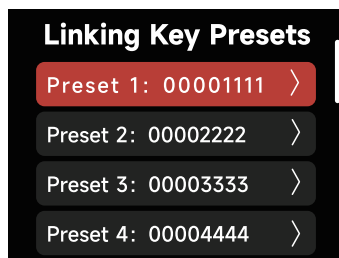 Linking Key Presets
Preset 1: 00001111
Preset 2: 00002222
Preset 3: 00003333
Preset 4: 00004444